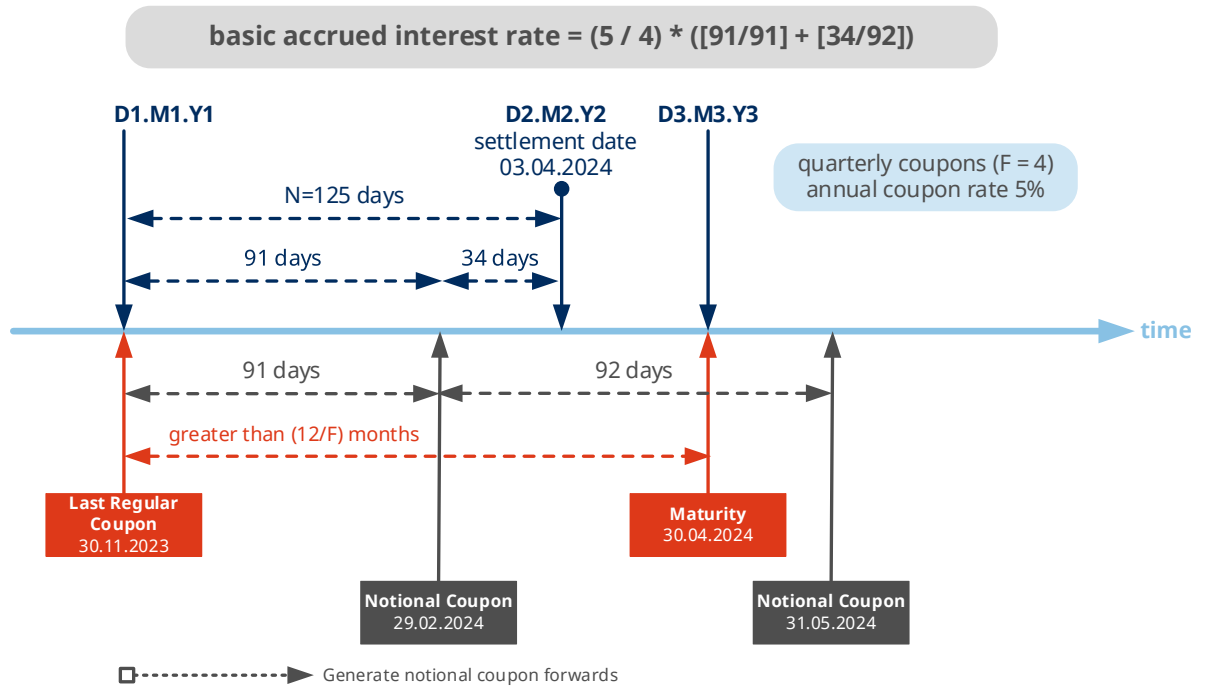 basic accrued interest rate = (5 / 4) * ([91/91] + [34/92])
D1.M1.Y1
D2.M2.Y2
D3.M3.Y3
settlement date
03.04.2024
quarterly coupons (F = 4)
annual coupon rate 5%
N=125 days
91 days
34 days
time
91 days
92 days
greater than (12/F) months
Last Regular
Coupon
30.11.2023
Maturity
30.04.2024
Notional Coupon
29.02.2024
Notional Coupon
31.05.2024
Generate notional coupon forwards